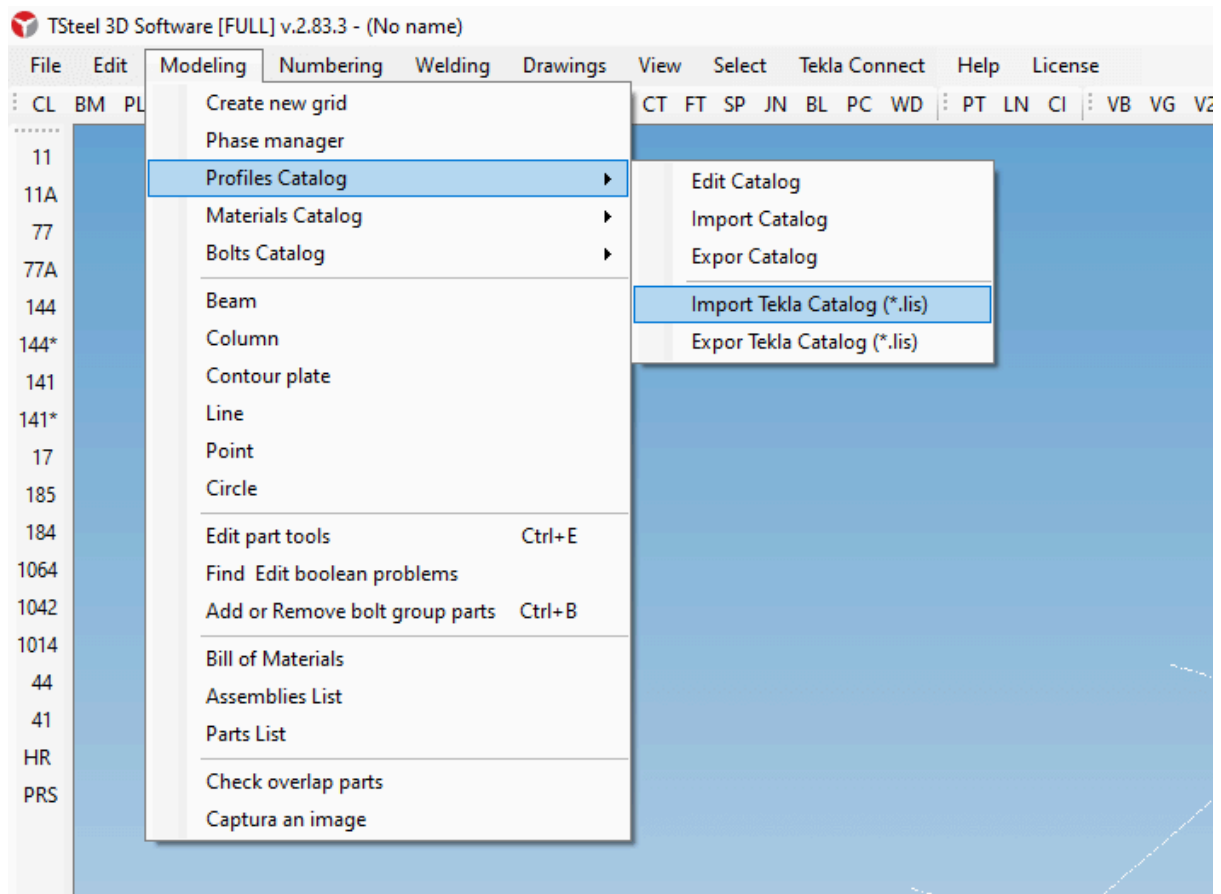 TSteel 3D Software [FULL] v.2.83.3 - (No name)
File Edit Modeling Numbering Welding Drawings View Select Tekla Connect Help License
CL BM PL CT FT SP JN BL PC WD PT LN CI VB VG V2
Create new grid
Phase manager
Profiles Catalog
Materials Catalog
Bolts Catalog
Beam
Column
Contour plate
Line
Point
Circle
Edit part tools Ctrl+E
Find Edit boolean problems
Add or Remove bolt group parts Ctrl+B
Bill of Materials
Assemblies List
Parts List
Check overlap parts
Captura an image
Edit Catalog
Import Catalog
Expor Catalog
Import Tekla Catalog (*.lis)
Expor Tekla Catalog (*.lis)
11
11A
77
77A
144
144*
141
141*
17
185
184
1064
1042
1014
44
41
HR
PRS